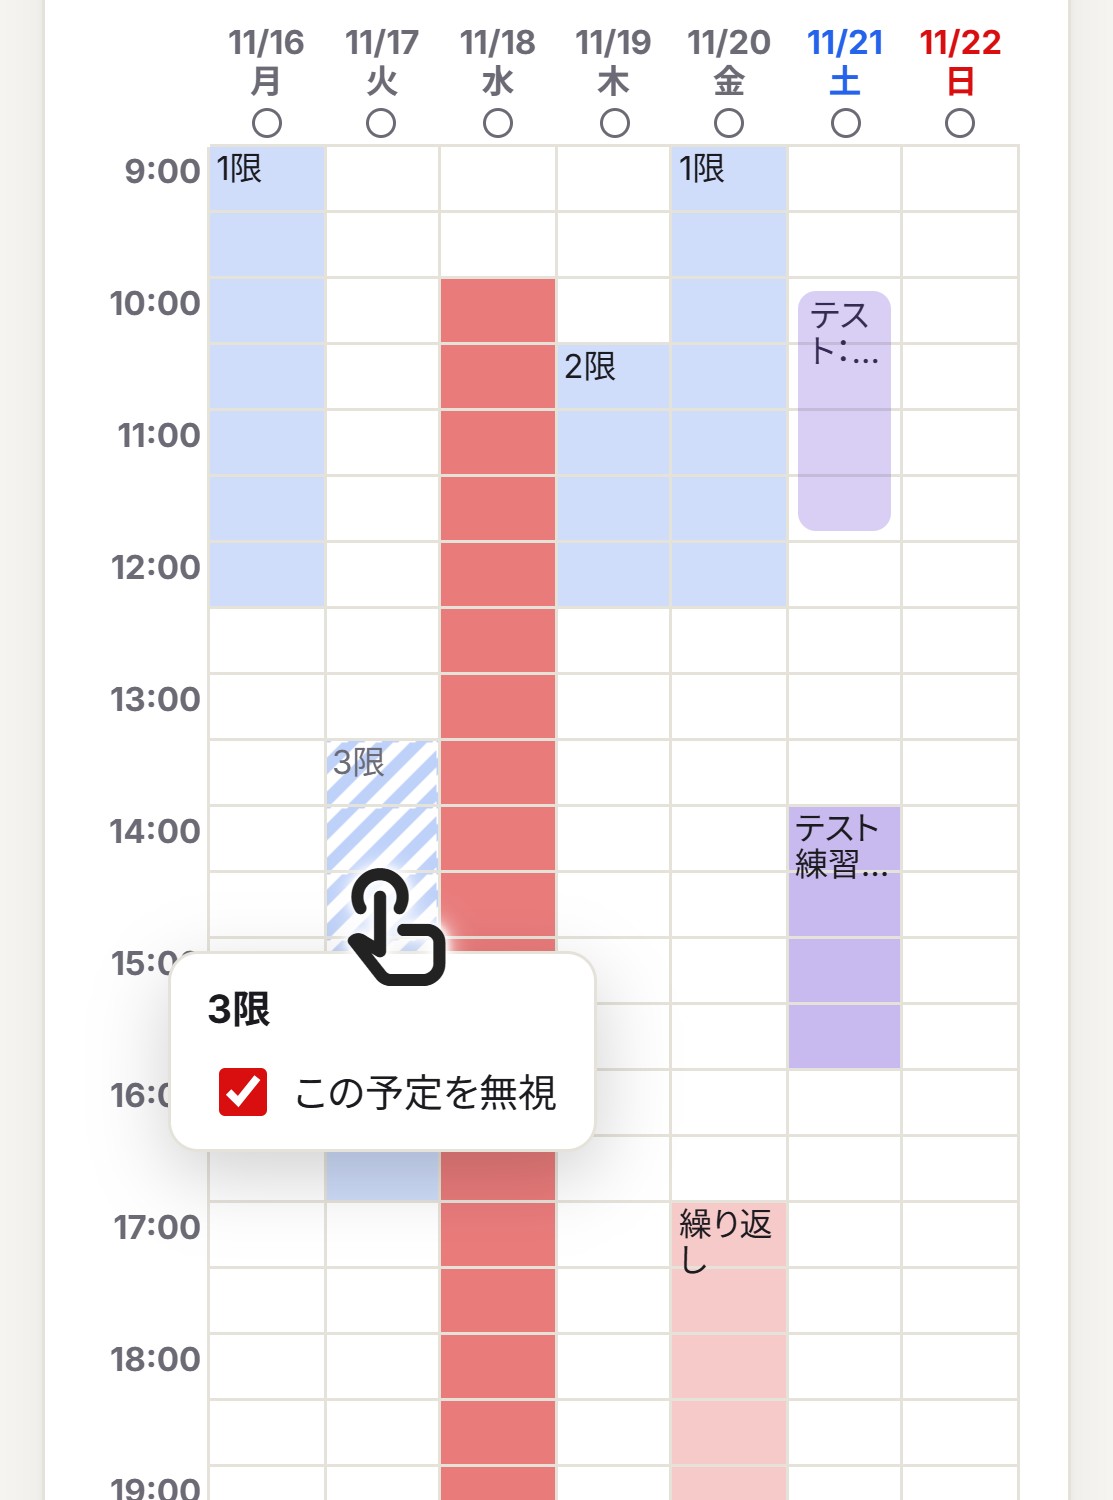 11/16 11/17 11/18 11/19 11/20 11/21 11/22
月 火 水 木 金 土 日
9:00 1限 1限
10:00 テス
ト：…
2限
11:00
12:00
13:00
3限
14:00 テスト
練習…
3限
この予定を無視
17:00 繰り返
し
18:00
19:00